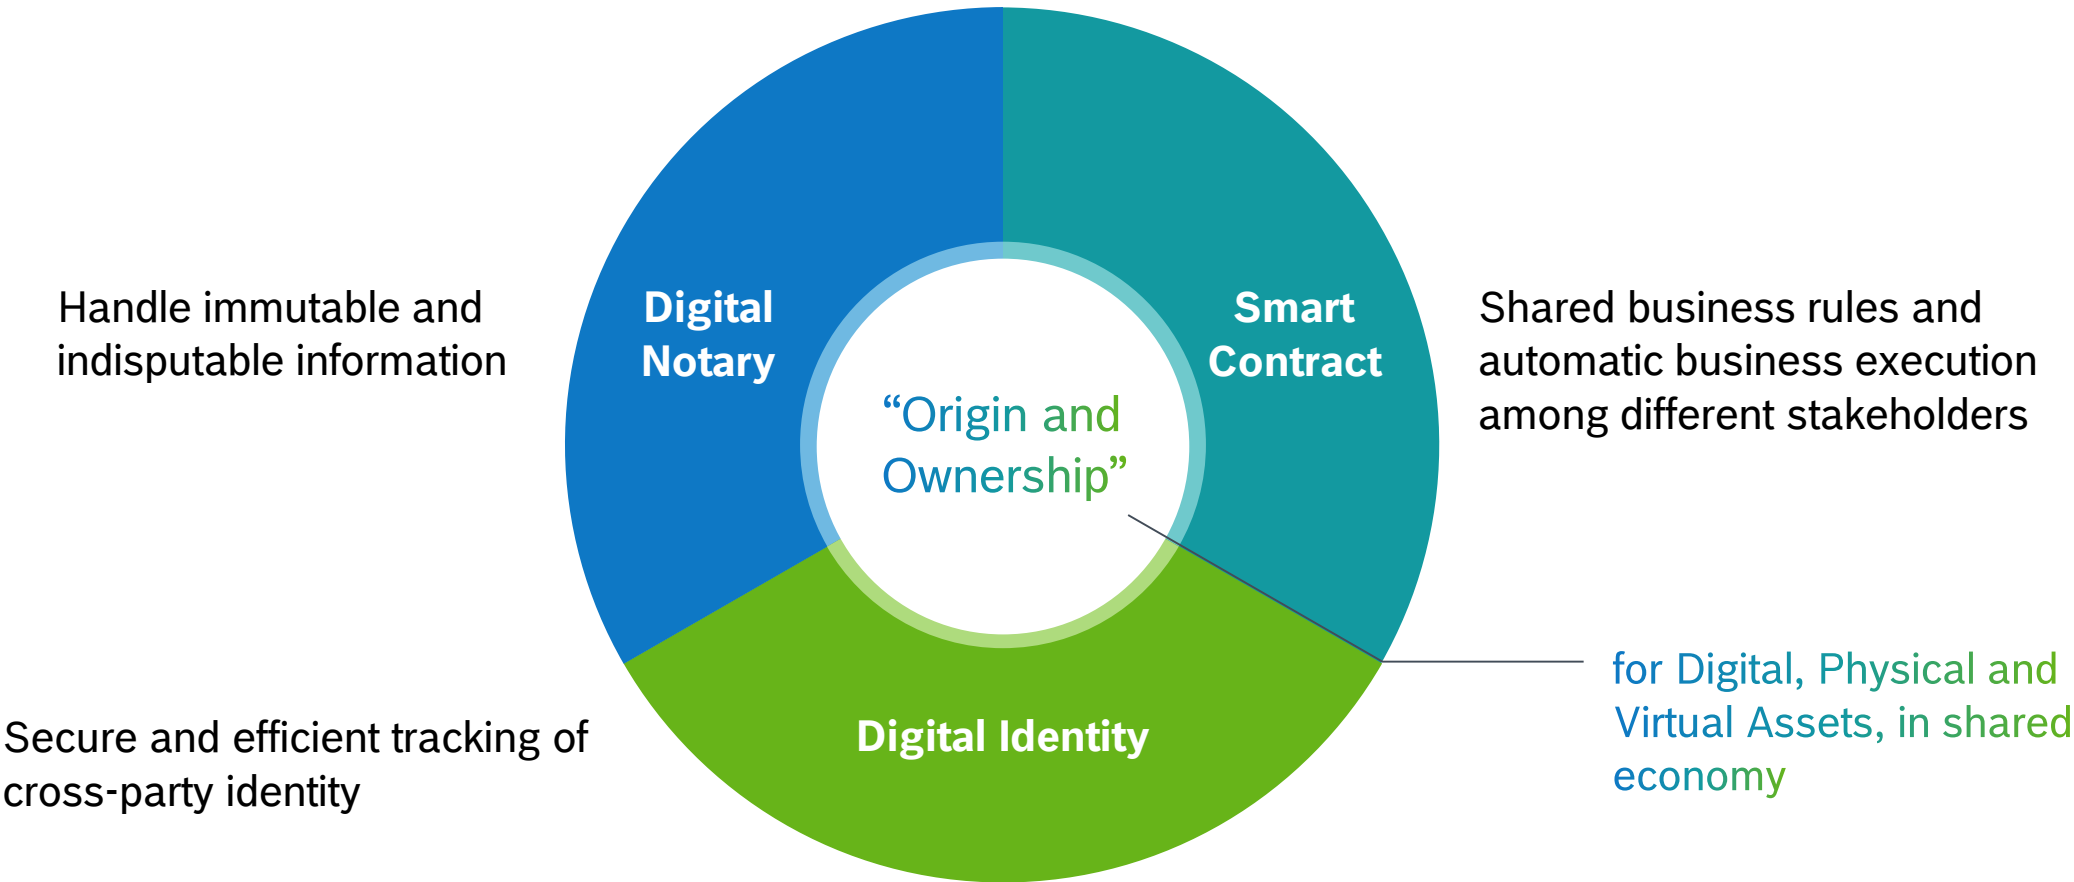 Handle immutable and
indisputable information
Digital
Notary
Smart
Contract
Shared business rules and
automatic business execution
among different stakeholders
“Origin and
Ownership”
for Digital, Physical and
Virtual Assets, in shared
economy
Digital Identity
Secure and efficient tracking of
cross-party identity